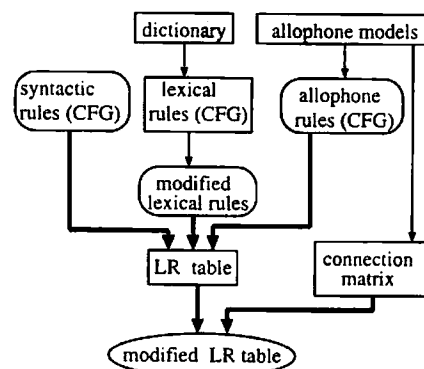 dictionary
allophone models
syntactic
rules (CFG)
lexical
rules (CFG)
allophone
rules (CFG)
modified
lexical rules
LR table
connection
matrix
modified LR table